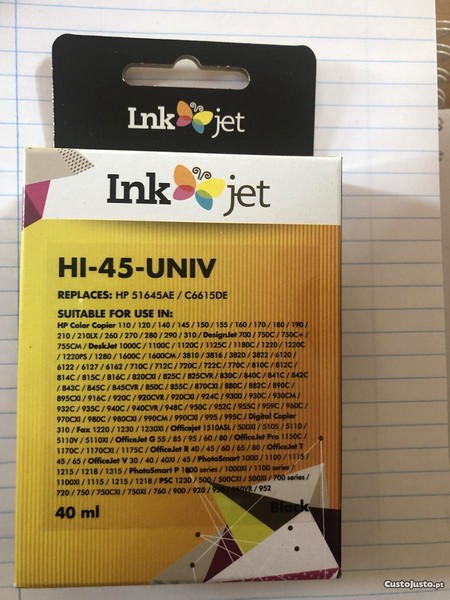 Ink jet
Ink jet
HI-45-UNIV
REPLACES: HP 51645AE / C6615DE
SUITABLE FOR USE IN:
HP Color Copier 110 / 120 / 140 / 145 / 150 / 155 / 160 / 170 / 180 / 190
/ 210 / 210LX / 260 / 270 / 280 / 290 / 310 / DesignJet 700 / 750C / 750C+
755CM / DeskJet 1000C / 1100C / 1120C / 1125C / 1180C / 1220 / 1220C
/ 1220PS / 1280 / 1600C / 1600CM / 3810 / 3816 / 3820 / 3822 / 6120 /
6122 / 6127 / 6162 / 710C / 712C / 720C / 722C / 770C / 810C / 812C /
814C / 815C / 816C / 820CXI / 825C / 825CVR / 830C / 840C / 841C / 842C
/ 843C / 845C / 845CVR / 850C / 855C / 870CXI / 880C / 882C / 890C /
895CXI / 916C / 920C / 920CVR / 920CXI / 924C / 9300 / 930C / 930CM
/ 932C / 935C / 940C / 940CVR / 948C / 950C / 952C / 955C / 959C / 960C /
970CXI / 980C / 980CXI / 990CM / 990CXI / 995 / 995C / Digital Copier
310 / Fax 1220 / 1230 / 1230XI / Officejet 1510ASL / 500XI / 5105 / 5110 /
5110V / 5110XI / OfficeJet G 55 / 85 / 95 / 60 / 80 / OfficeJet Pro 1150C /
1170C / 1170CXI / 1175C / OfficeJet R 40 / 45 / 60 / 65 / 80 / OfficeJet T
45 / 65 / OfficeJet V 30 / 40 / 40XI / 45 / PhotoSmart 1000 / 1100 / 1115 /
1215 / 1218 / 1315 / PhotoSmart P 1000 series / 1000XI / 1100 series /
1100XI / 1115 / 1215 / 1218 / PSC 1230 / 500 / 500CXI / 500XI / 700 series /
720 / 750 / 750CXI / 750XI / 760 / 900 / 920 / 950 / 950VR / 952
40 ml
Black
CustoJusto.pt